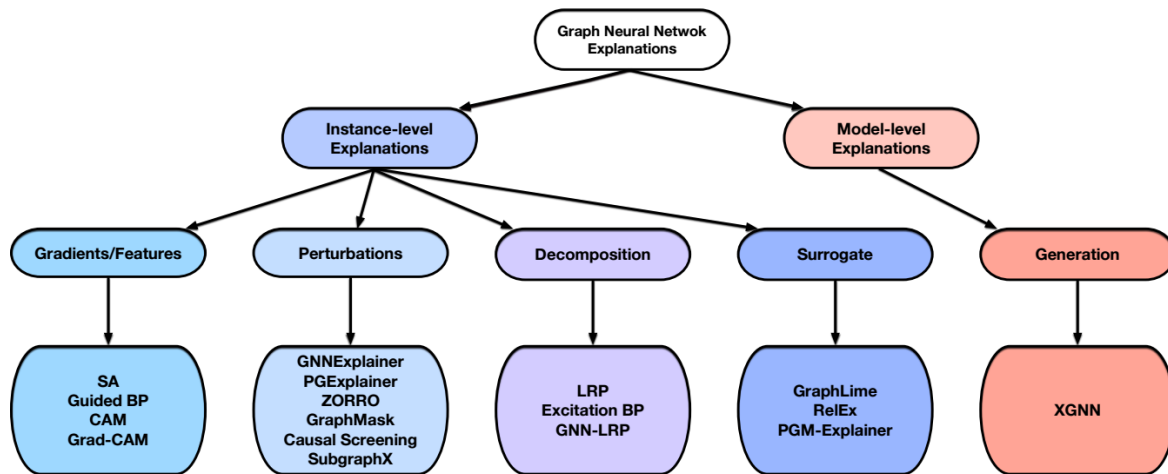 Graph Neural Netwok
Explanations
Instance-level
Explanations
Model-level
Explanations
Gradients/Features
Perturbations
Decomposition
Surrogate
Generation
SA
Guided BP
CAM
Grad-CAM
GNNExplainer
PGExplainer
ZORRO
GraphMask
Causal Screening
SubgraphX
LRP
Excitation BP
GNN-LRP
GraphLime
RelEx
PGM-Explainer
XGNN